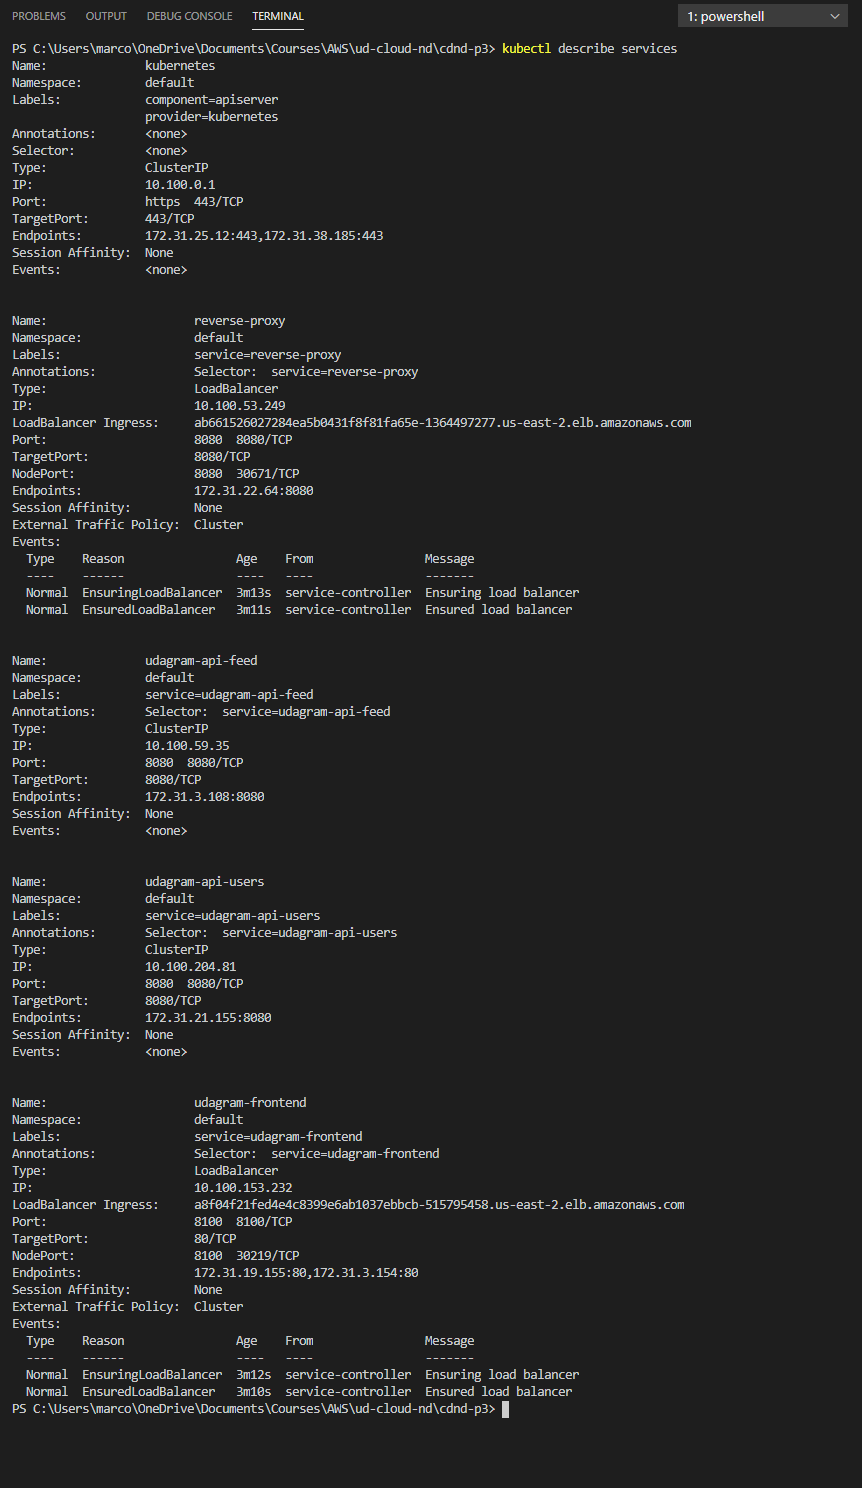 PROBLEMS OUTPUT DEBUG CONSOLE TERMINAL 1: powershell
PS C:\Users\marco\OneDrive\Documents\Courses\AWS\ud-cloud-nd\cdnd-p3> kubectl describe services
Name: kubernetes
Namespace: default
Labels: component=apiserver
provider=kubernetes
Annotations: <none>
Selector: <none>
Type: ClusterIP
IP: 10.100.0.1
Port: https 443/TCP
TargetPort: 443/TCP
Endpoints: 172.31.25.12:443,172.31.38.185:443
Session Affinity: None
Events: <none>
Name: reverse-proxy
Namespace: default
Labels: service=reverse-proxy
Annotations: Selector: service=reverse-proxy
Type: LoadBalancer
IP: 10.100.53.249
LoadBalancer Ingress: ab661526027284ea5b0431f8f81fa65e-1364497277.us-east-2.elb.amazonaws.com
Port: 8080 8080/TCP
TargetPort: 8080/TCP
NodePort: 8080 30671/TCP
Endpoints: 172.31.22.64:8080
Session Affinity: None
External Traffic Policy: Cluster
Events:
Type Reason Age From Message
---- ------ ---- ---- -------
Normal EnsuringLoadBalancer 3m13s service-controller Ensuring load balancer
Normal EnsuredLoadBalancer 3m11s service-controller Ensured load balancer
Name: udagram-api-feed
Namespace: default
Labels: service=udagram-api-feed
Annotations: Selector: service=udagram-api-feed
Type: ClusterIP
IP: 10.100.59.35
Port: 8080 8080/TCP
TargetPort: 8080/TCP
Endpoints: 172.31.3.108:8080
Session Affinity: None
Events: <none>
Name: udagram-api-users
Namespace: default
Labels: service=udagram-api-users
Annotations: Selector: service=udagram-api-users
Type: ClusterIP
IP: 10.100.204.81
Port: 8080 8080/TCP
TargetPort: 8080/TCP
Endpoints: 172.31.21.155:8080
Session Affinity: None
Events: <none>
Name: udagram-frontend
Namespace: default
Labels: service=udagram-frontend
Annotations: Selector: service=udagram-frontend
Type: LoadBalancer
IP: 10.100.153.232
LoadBalancer Ingress: a8f04f21fed4e4c8399e6ab1037ebbcb-515795458.us-east-2.elb.amazonaws.com
Port: 8100 8100/TCP
TargetPort: 80/TCP
NodePort: 8100 30219/TCP
Endpoints: 172.31.19.155:80,172.31.3.154:80
Session Affinity: None
External Traffic Policy: Cluster
Events:
Type Reason Age From Message
---- ------ ---- ---- -------
Normal EnsuringLoadBalancer 3m12s service-controller Ensuring load balancer
Normal EnsuredLoadBalancer 3m10s service-controller Ensured load balancer
PS C:\Users\marco\OneDrive\Documents\Courses\AWS\ud-cloud-nd\cdnd-p3>